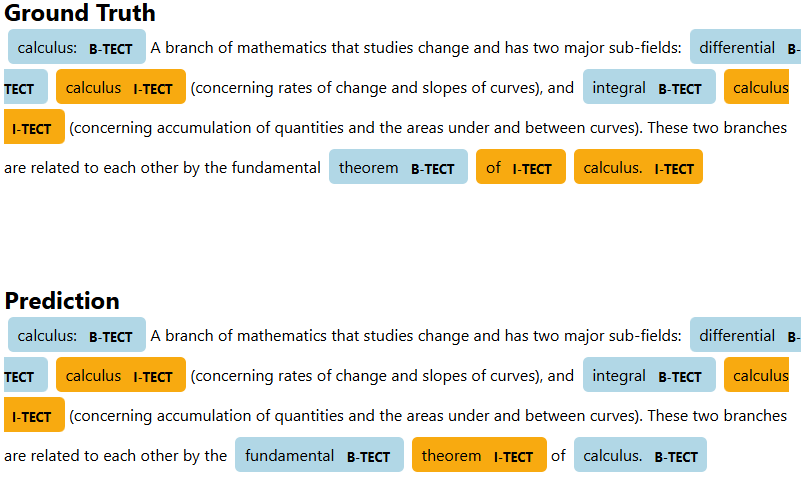 Ground Truth
calculus: B-TECT A branch of mathematics that studies change and has two major sub-fields: differential B-
TECT calculus I-TECT (concerning rates of change and slopes of curves), and integral B-TECT calculus
I-TECT (concerning accumulation of quantities and the areas under and between curves). These two branches
are related to each other by the fundamental theorem B-TECT of I-TECT calculus. I-TECT
Prediction
calculus: B-TECT A branch of mathematics that studies change and has two major sub-fields: differential B-
TECT calculus I-TECT (concerning rates of change and slopes of curves), and integral B-TECT calculus
I-TECT (concerning accumulation of quantities and the areas under and between curves). These two branches
are related to each other by the fundamental B-TECT theorem I-TECT of calculus. B-TECT